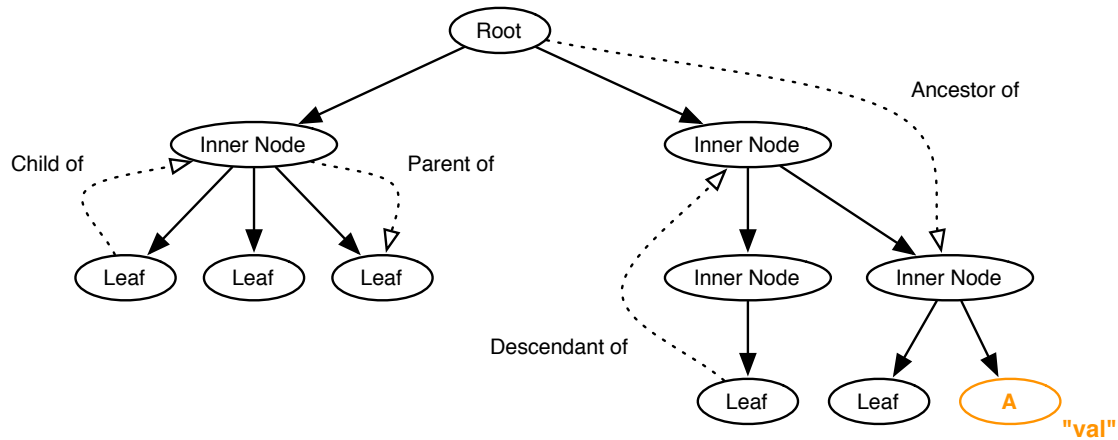 Root
Ancestor of
Inner Node
Inner Node
Child of
Parent of
Leaf
Leaf
Leaf
Inner Node
Inner Node
Descendant of
Leaf
Leaf
A
"val"